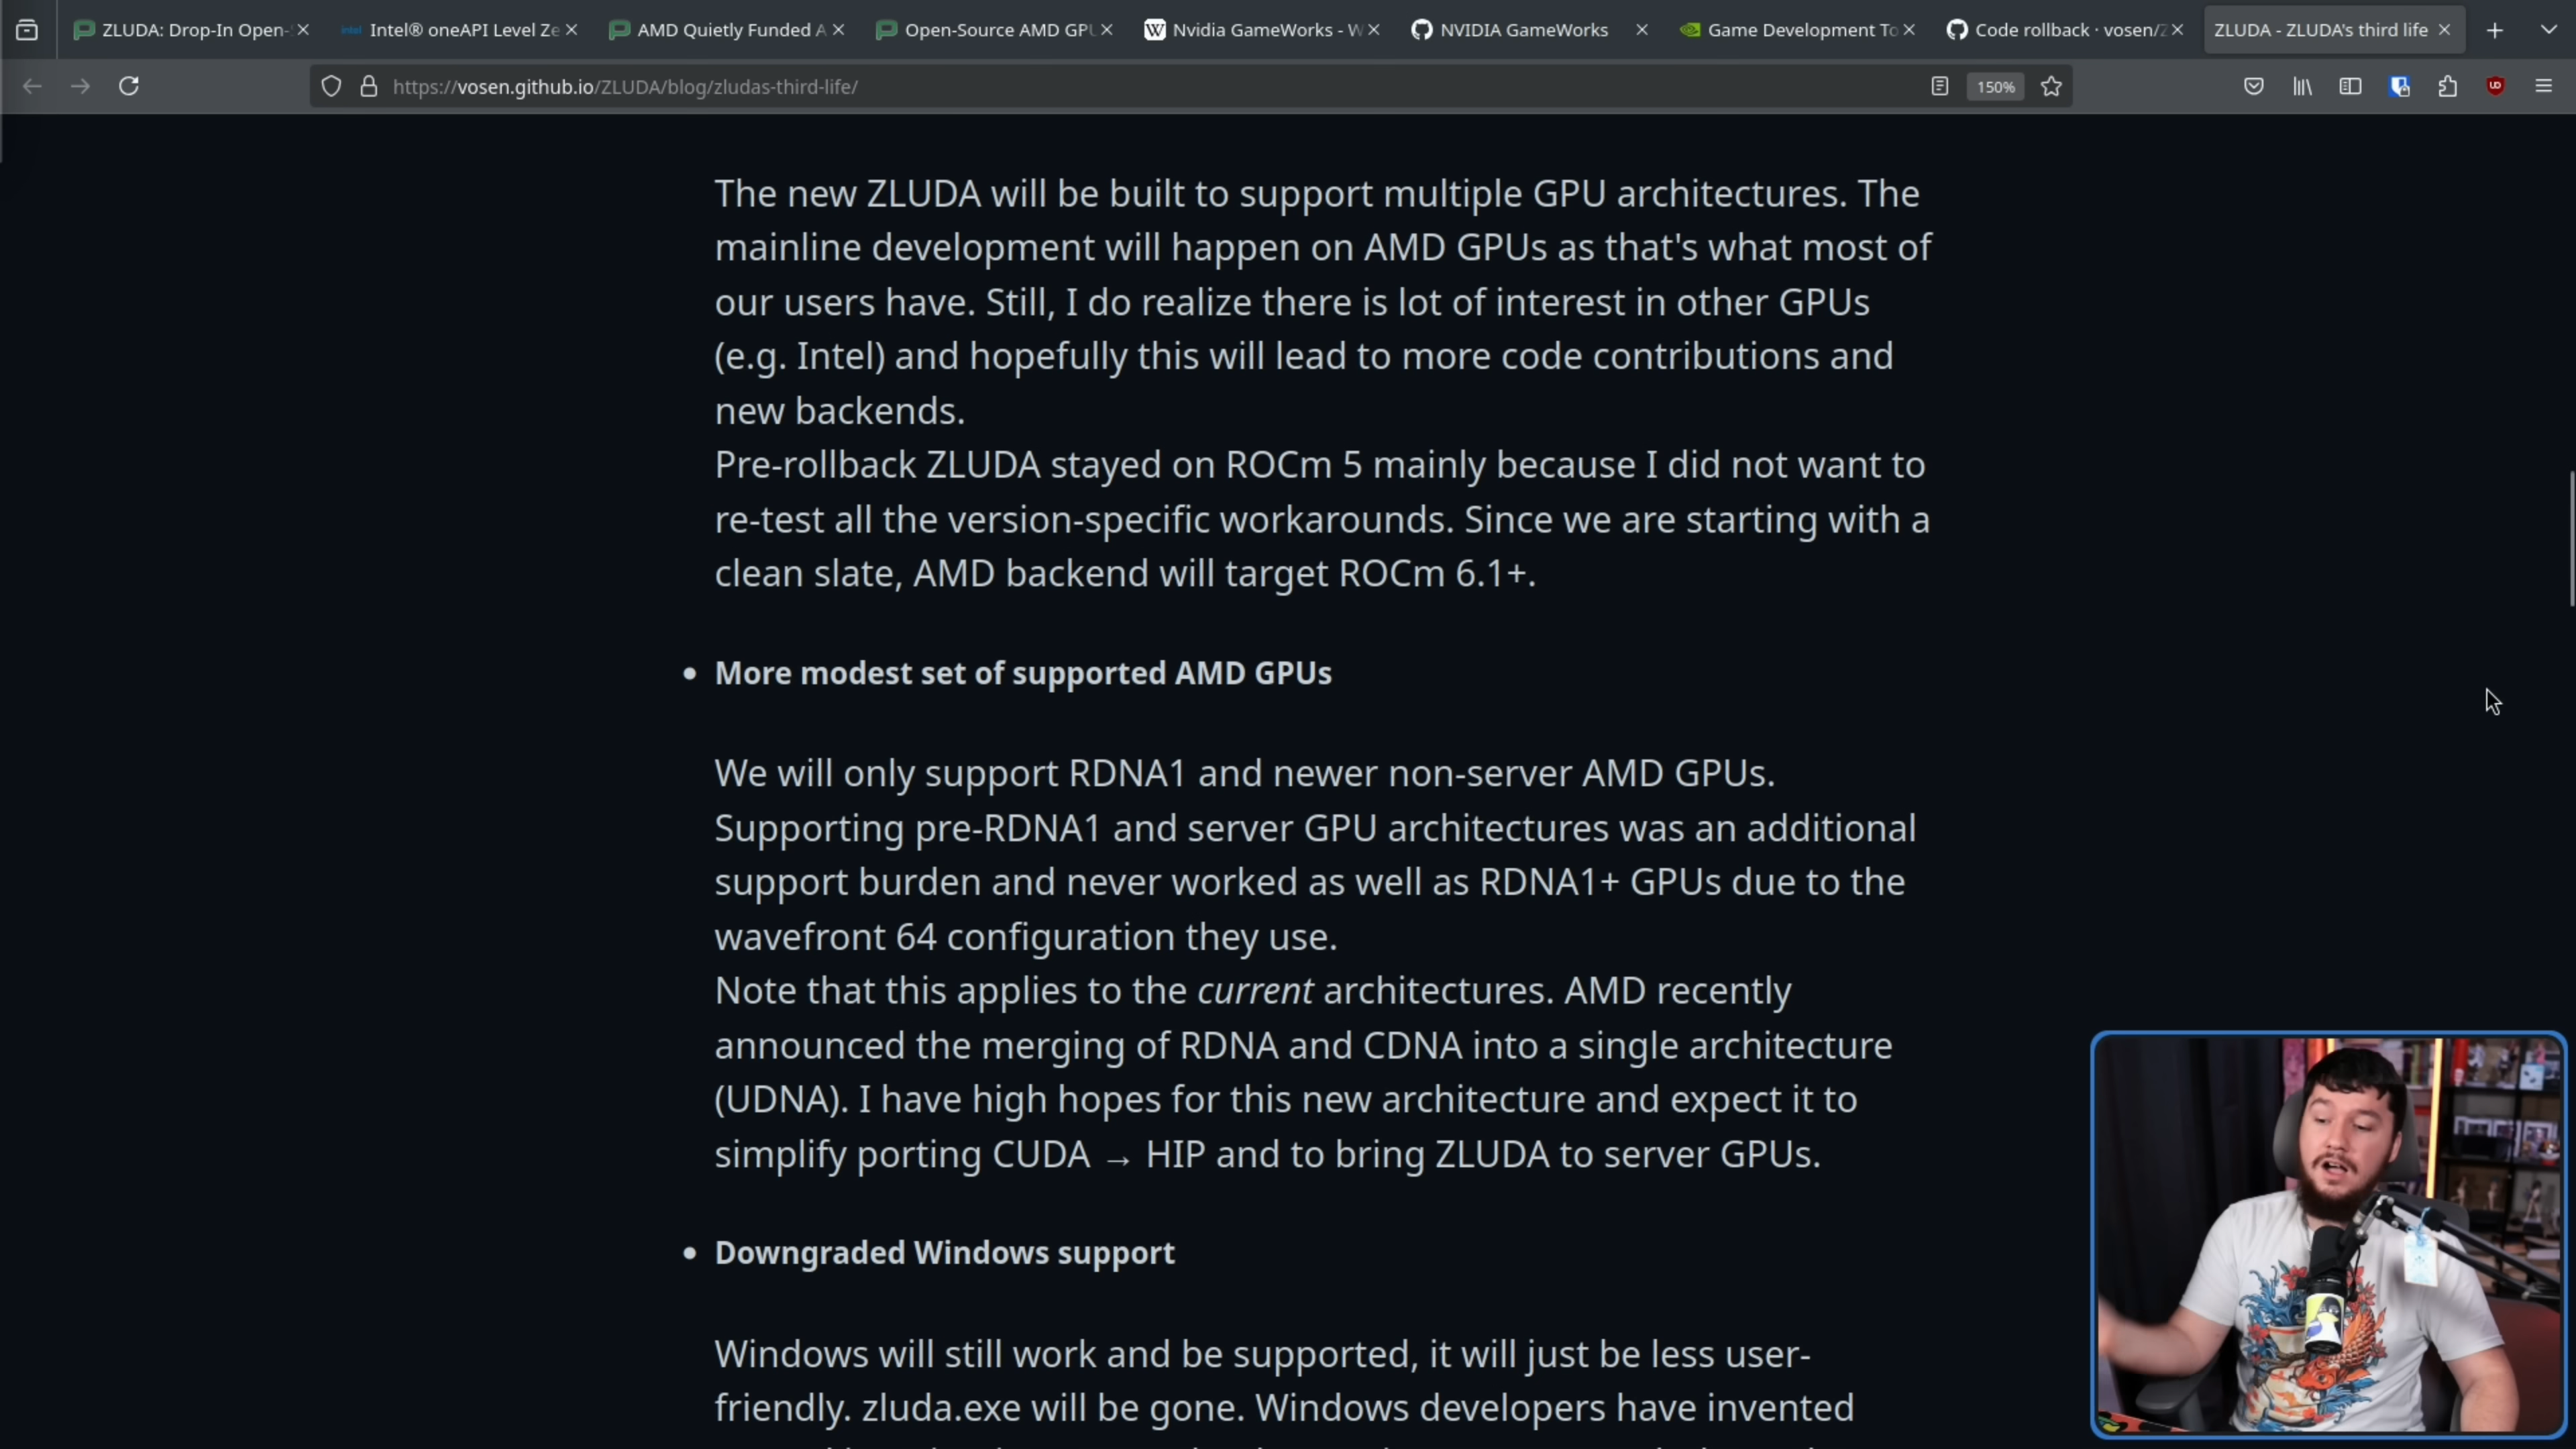 ZLUDA: Drop-In Open-
Intel® oneAPI Level Ze
AMD Quietly Funded A
Open-Source AMD GPU
Nvidia GameWorks - W
NVIDIA GameWorks
Game Development To
Code rollback · vosen/Z
ZLUDA - ZLUDA's third life
https://vosen.github.io/ZLUDA/blog/zludas-third-life/
150%
The new ZLUDA will be built to support multiple GPU architectures. The
mainline development will happen on AMD GPUs as that's what most of
our users have. Still, I do realize there is lot of interest in other GPUs
(e.g. Intel) and hopefully this will lead to more code contributions and
new backends.
Pre-rollback ZLUDA stayed on ROCm 5 mainly because I did not want to
re-test all the version-specific workarounds. Since we are starting with a
clean slate, AMD backend will target ROCm 6.1+.
• More modest set of supported AMD GPUs
We will only support RDNA1 and newer non-server AMD GPUs.
Supporting pre-RDNA1 and server GPU architectures was an additional
support burden and never worked as well as RDNA1+ GPUs due to the
wavefront 64 configuration they use.
Note that this applies to the current architectures. AMD recently
announced the merging of RDNA and CDNA into a single architecture
(UDNA). I have high hopes for this new architecture and expect it to
simplify porting CUDA → HIP and to bring ZLUDA to server GPUs.
• Downgraded Windows support
Windows will still work and be supported, it will just be less user-
friendly. zluda.exe will be gone. Windows developers have invented